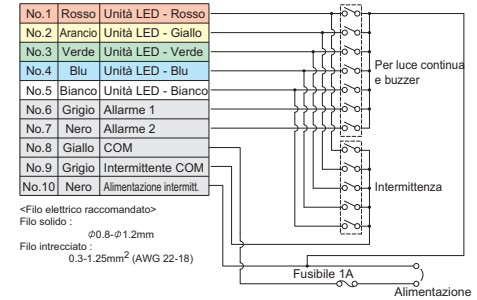 No.1 Rosso Unità LED - Rosso
No.2 Arancio Unità LED - Giallo
No.3 Verde Unità LED - Verde
No.4 Blu Unità LED - Blu
No.5 Bianco Unità LED - Bianco
No.6 Grigio Allarme 1
No.7 Nero Allarme 2
No.8 Giallo COM
No.9 Grigio Intermittente COM
No.10 Nero Alimentazione intermitt.
Per luce continua
e buzzer
Intermittenza
<Filo elettrico raccomandato>
Filo solido :
Φ0.8-Φ1.2mm
Filo intrecciato :
0.3-1.25mm² (AWG 22-18)
Fusibile 1A
Alimentazione